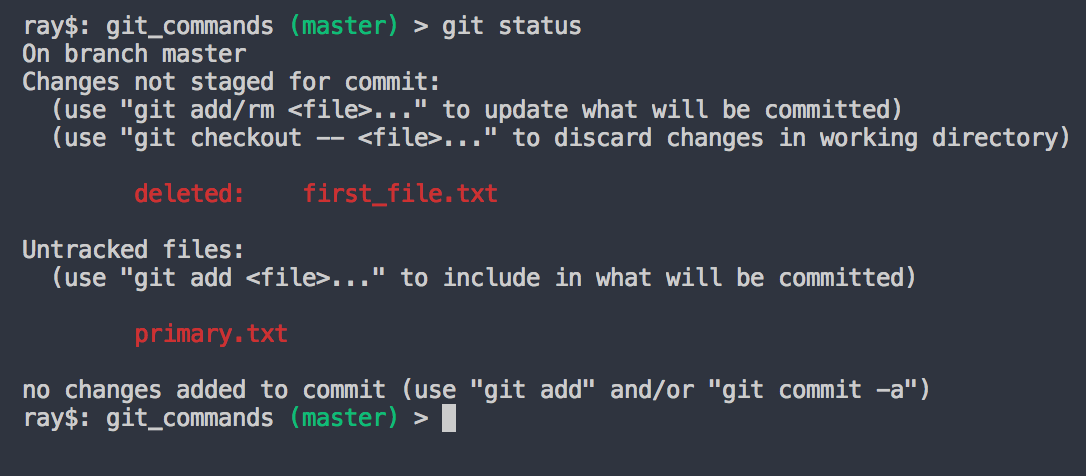 ray$: git_commands (master) > git status
On branch master
Changes not staged for commit:
  (use "git add/rm <file>..." to update what will be committed)
  (use "git checkout -- <file>..." to discard changes in working directory)

        deleted:    first_file.txt

Untracked files:
  (use "git add <file>..." to include in what will be committed)

        primary.txt

no changes added to commit (use "git add" and/or "git commit -a")
ray$: git_commands (master) >